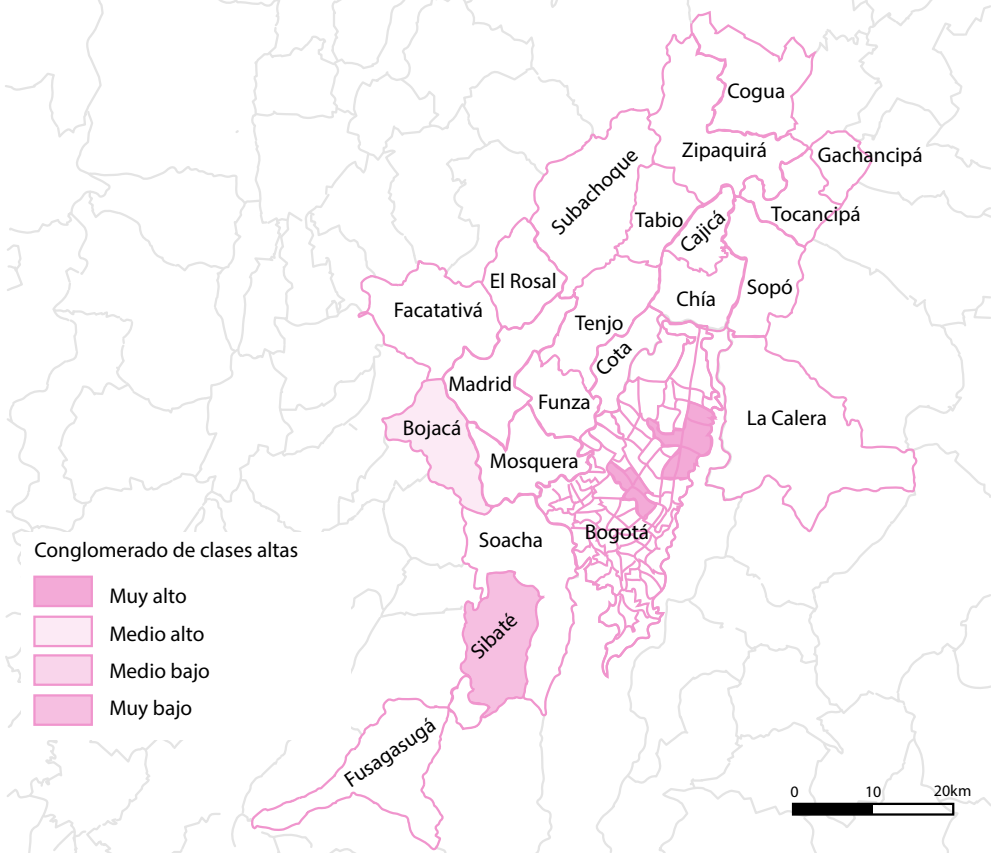 Cogua
Zipaquirá
Gachancipá
Subachoque
Tabio
Cajicá
Tocancipá
El Rosal
Chía
Sopó
Facatativá
Tenjo
Cota
Madrid
Funza
La Calera
Bojacá
Mosquera
Soacha
Bogotá
Conglomerado de clases altas
Muy alto
Medio alto
Medio bajo
Muy bajo
Sibaté
Fusagasugá
0 10 20km